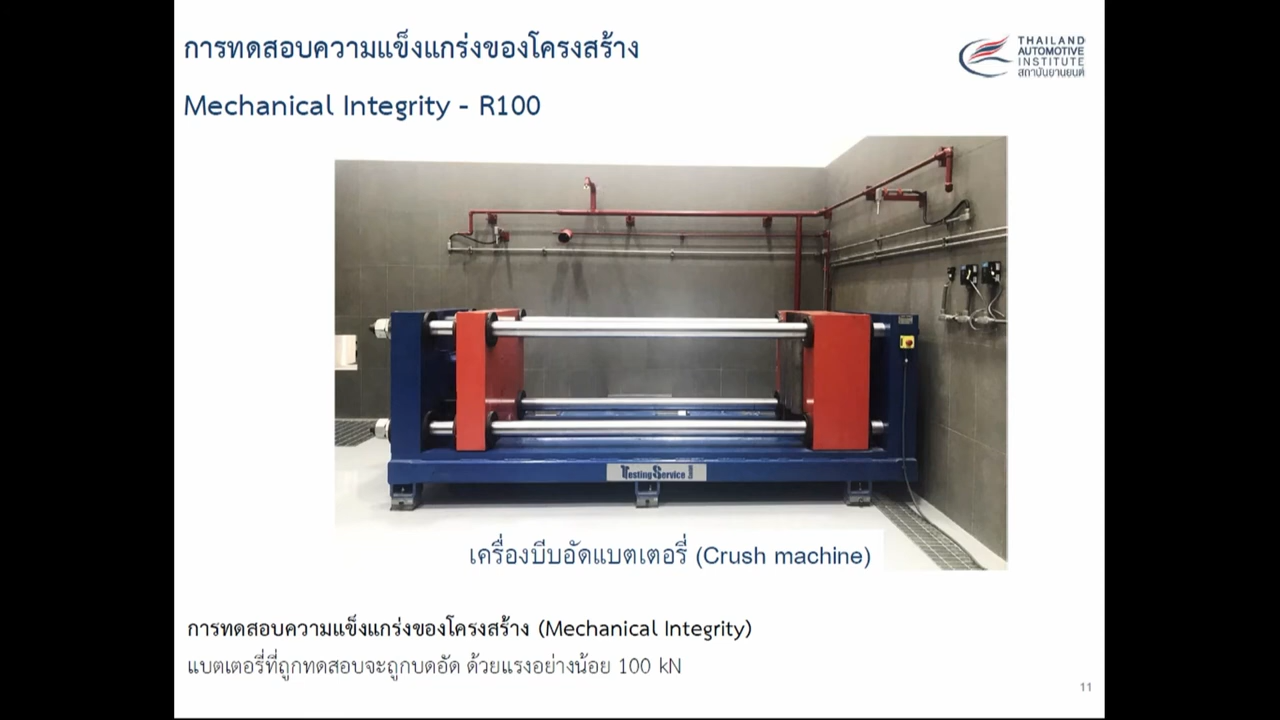 การทดสอบความแข็งแกร่งของโครงสร้าง
THAILAND
AUTOMOTIVE
INSTITUTE
สถาบันยานยนต์
Mechanical Integrity - R100
Testing Service GmbH
เครื่องบีบอัดแบตเตอรี่ (Crush machine)
การทดสอบความแข็งแกร่งของโครงสร้าง (Mechanical Integrity)
แบตเตอรี่ที่ถูกทดสอบจะถูกบดอัด ด้วยแรงอย่างน้อย 100 kN
11